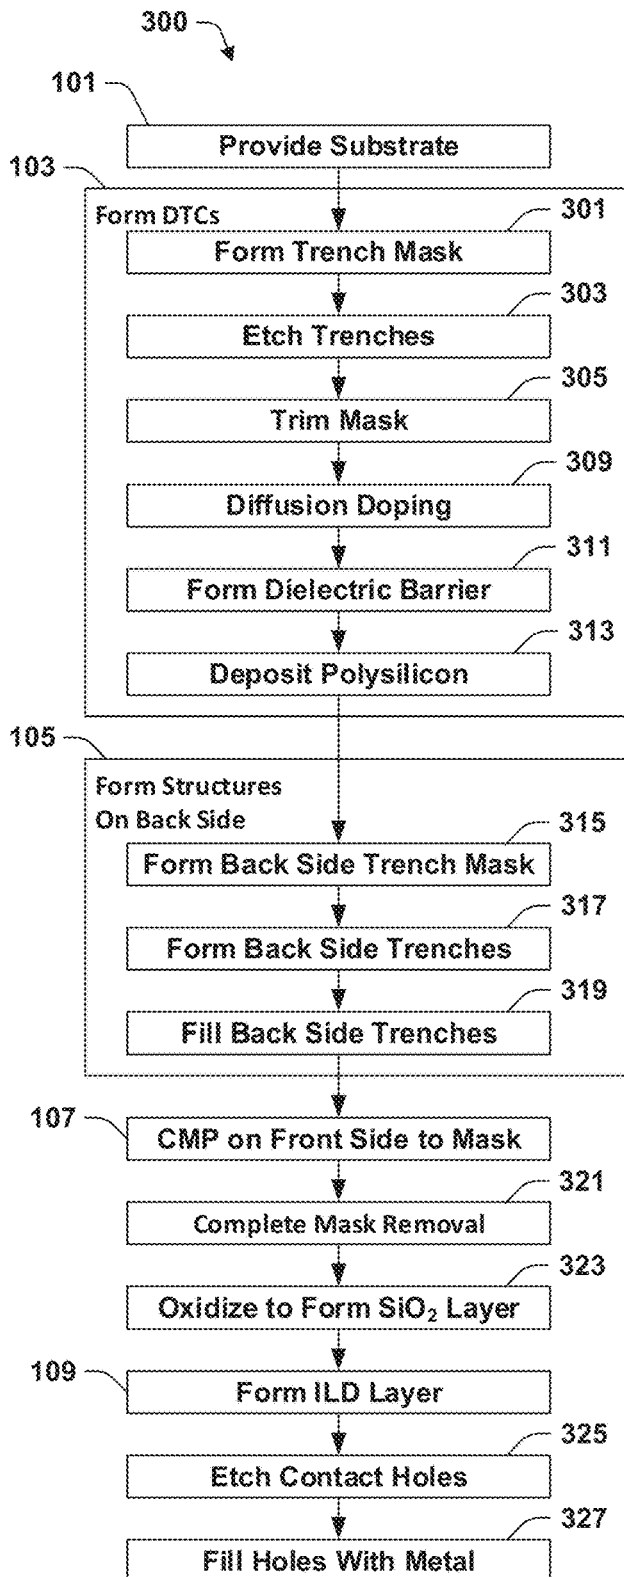 300
101
Provide Substrate
103
Form DTCs
301
Form Trench Mask
303
Etch Trenches
305
Trim Mask
309
Diffusion Doping
311
Form Dielectric Barrier
313
Deposit Polysilicon
105
Form Structures
On Back Side
315
Form Back Side Trench Mask
317
Form Back Side Trenches
319
Fill Back Side Trenches
107
CMP on Front Side to Mask
321
Complete Mask Removal
323
Oxidize to Form SiO₂ Layer
109
Form ILD Layer
325
Etch Contact Holes
327
Fill Holes With Metal